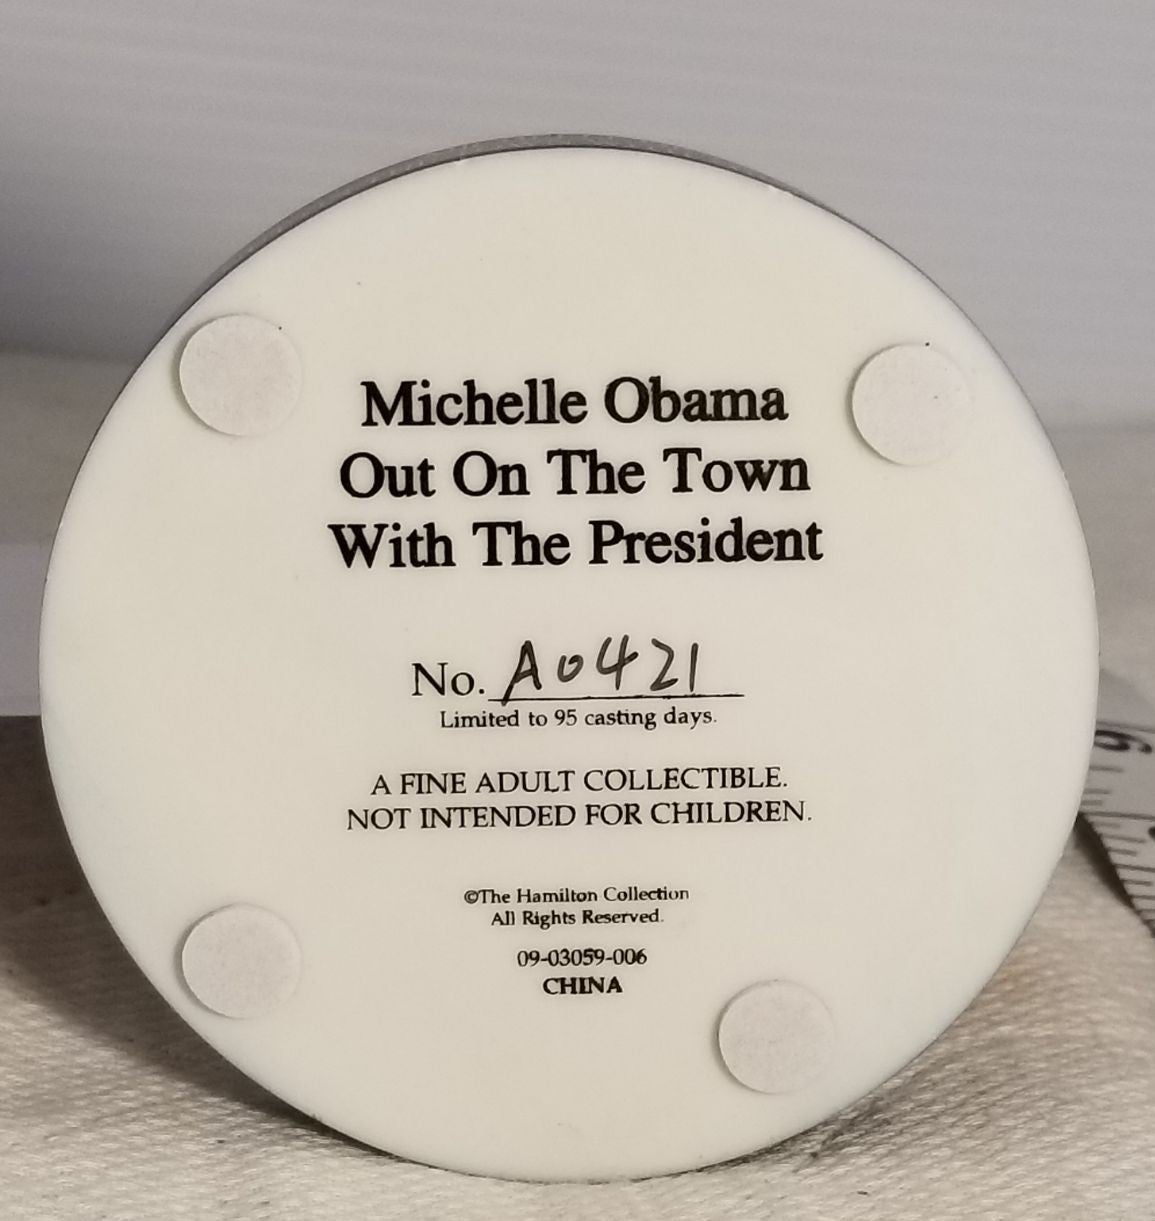 Michelle Obama
Out On The Town
With The President
No. A0421
Limited to 95 casting days.
A FINE ADULT COLLECTIBLE.
NOT INTENDED FOR CHILDREN.
©The Hamilton Collection
All Rights Reserved.
09-03059-006
CHINA
9